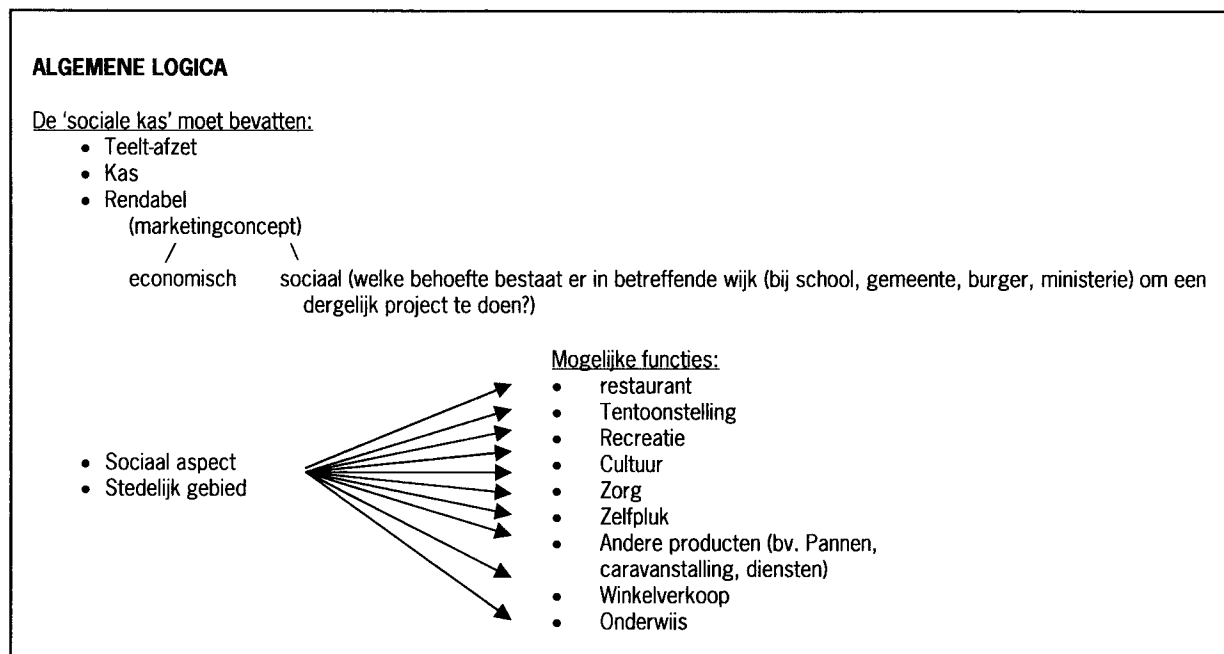 ALGEMENE LOGICA
De ‘sociale kas’ moet bevatten:
• Teelt-afzet
• Kas
• Rendabel
(marketingconcept)
/ \
economisch sociaal (welke behoefte bestaat er in betreffende wijk (bij school, gemeente, burger, ministerie) om een
dergelijk project te doen?)
• Sociaal aspect
• Stedelijk gebied
Mogelijke functies:
• restaurant
• Tentoonstelling
• Recreatie
• Cultuur
• Zorg
• Zelfpluk
• Andere producten (bv. Pannen,
caravanstalling, diensten)
• Winkelverkoop
• Onderwijs